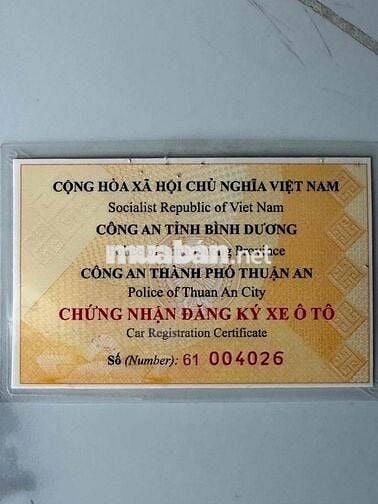 CỘNG HÒA XÃ HỘI CHỦ NGHĨA VIỆT NAM
Socialist Republic of Viet Nam
CÔNG AN TỈNH BÌNH DƯƠNG
Province
muabán.net
CÔNG AN THÀNH PHỐ THUẬN AN
Police of Thuan An City
CHỨNG NHẬN ĐĂNG KÝ XE Ô TÔ
Car Registration Certificate
Số (Number): 61 004026